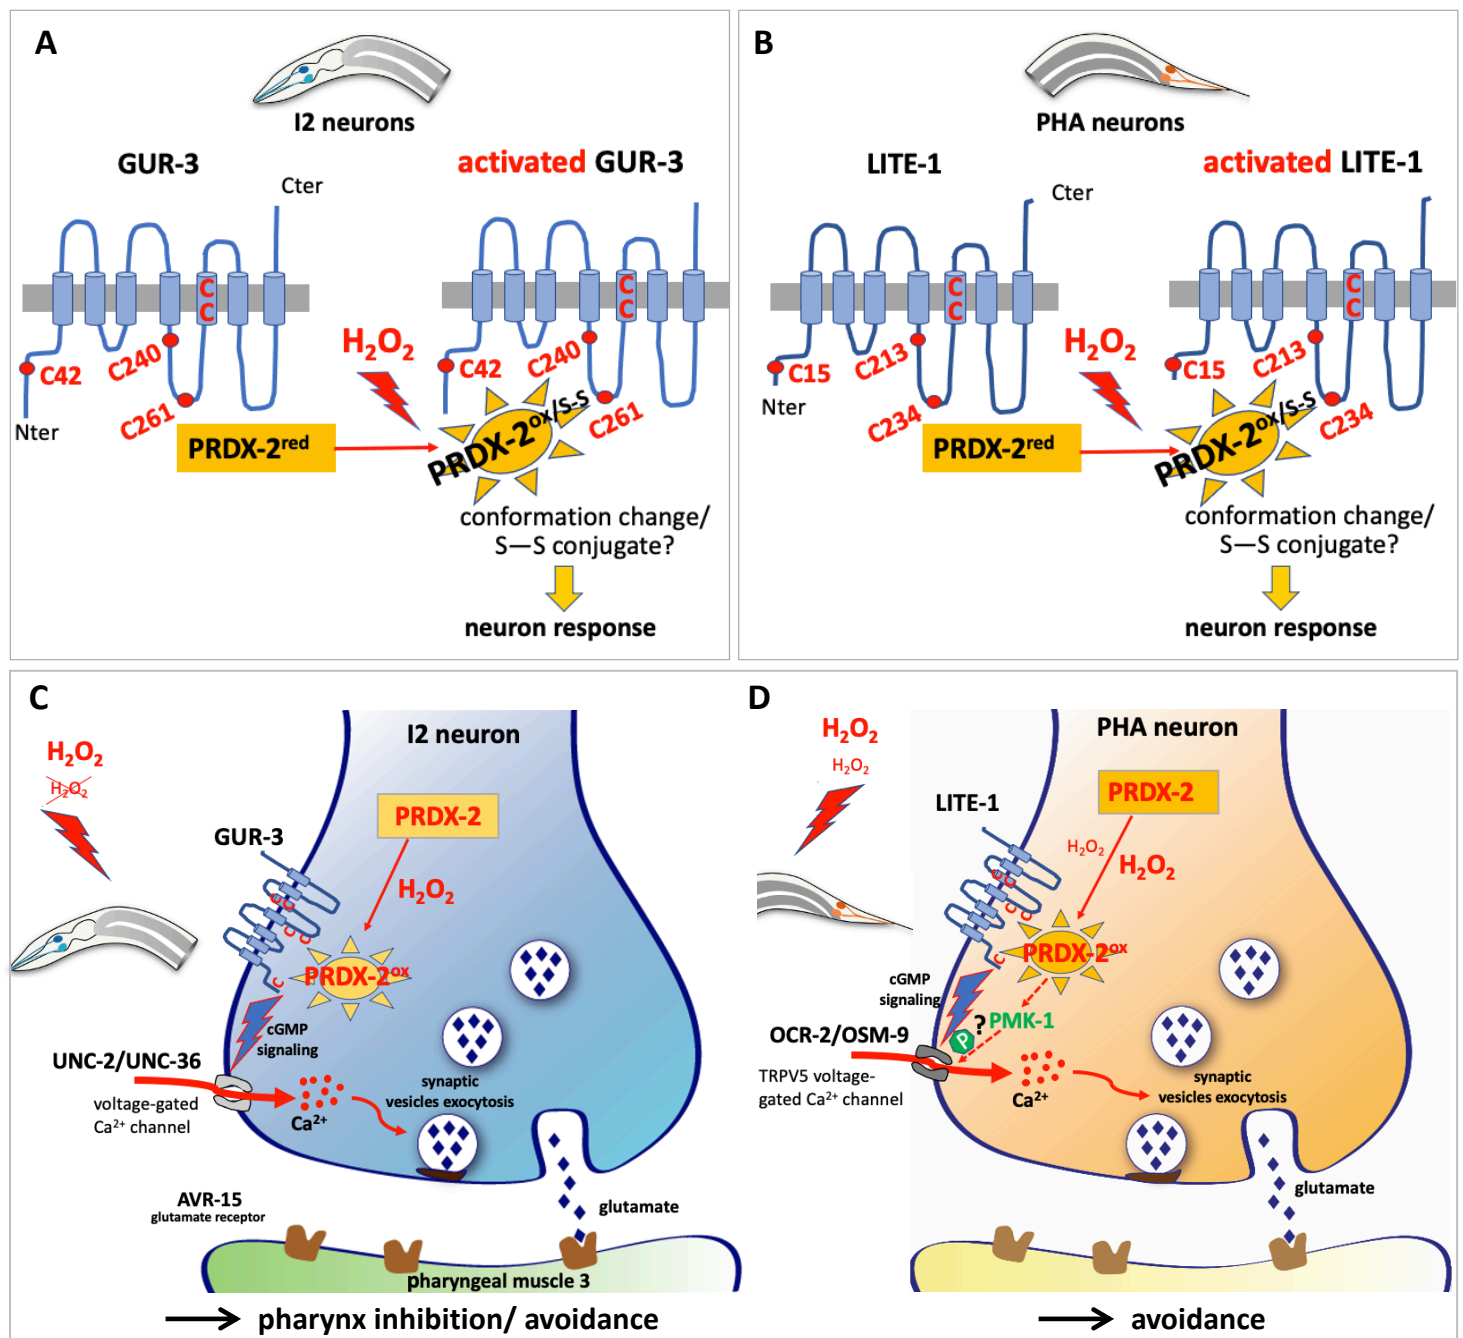 A
I2 neurons
GUR-3
activated GUR-3
Cter
C
C
C
C
C42
C240
C261
Nter
H2O2
C42
C240
C261
PRDX-2red
PRDX-2ox/S-S
conformation change/
S—S conjugate?
neuron response
B
PHA neurons
LITE-1
activated LITE-1
Cter
C
C
C
C
C15
C213
C234
Nter
H2O2
C15
C213
C234
PRDX-2red
PRDX-2ox/S-S
conformation change/
S—S conjugate?
neuron response
C
H2O2
H2O2
I2 neuron
PRDX-2
GUR-3
H2O2
C
C
C
C
C
PRDX-2ox
cGMP
signaling
UNC-2/UNC-36
voltage-gated
Ca2+ channel
Ca2+
synaptic
vesicles exocytosis
AVR-15
glutamate receptor
glutamate
pharyngeal muscle 3
pharynx inhibition/ avoidance
D
H2O2
H2O2
PHA neuron
PRDX-2
LITE-1
H2O2
H2O2
C
C
C
C
C
PRDX-2ox
cGMP
signaling
? PMK-1
P
OCR-2/OSM-9
TRPV5 voltage-
gated Ca2+ channel
Ca2+
synaptic
vesicles exocytosis
glutamate
avoidance